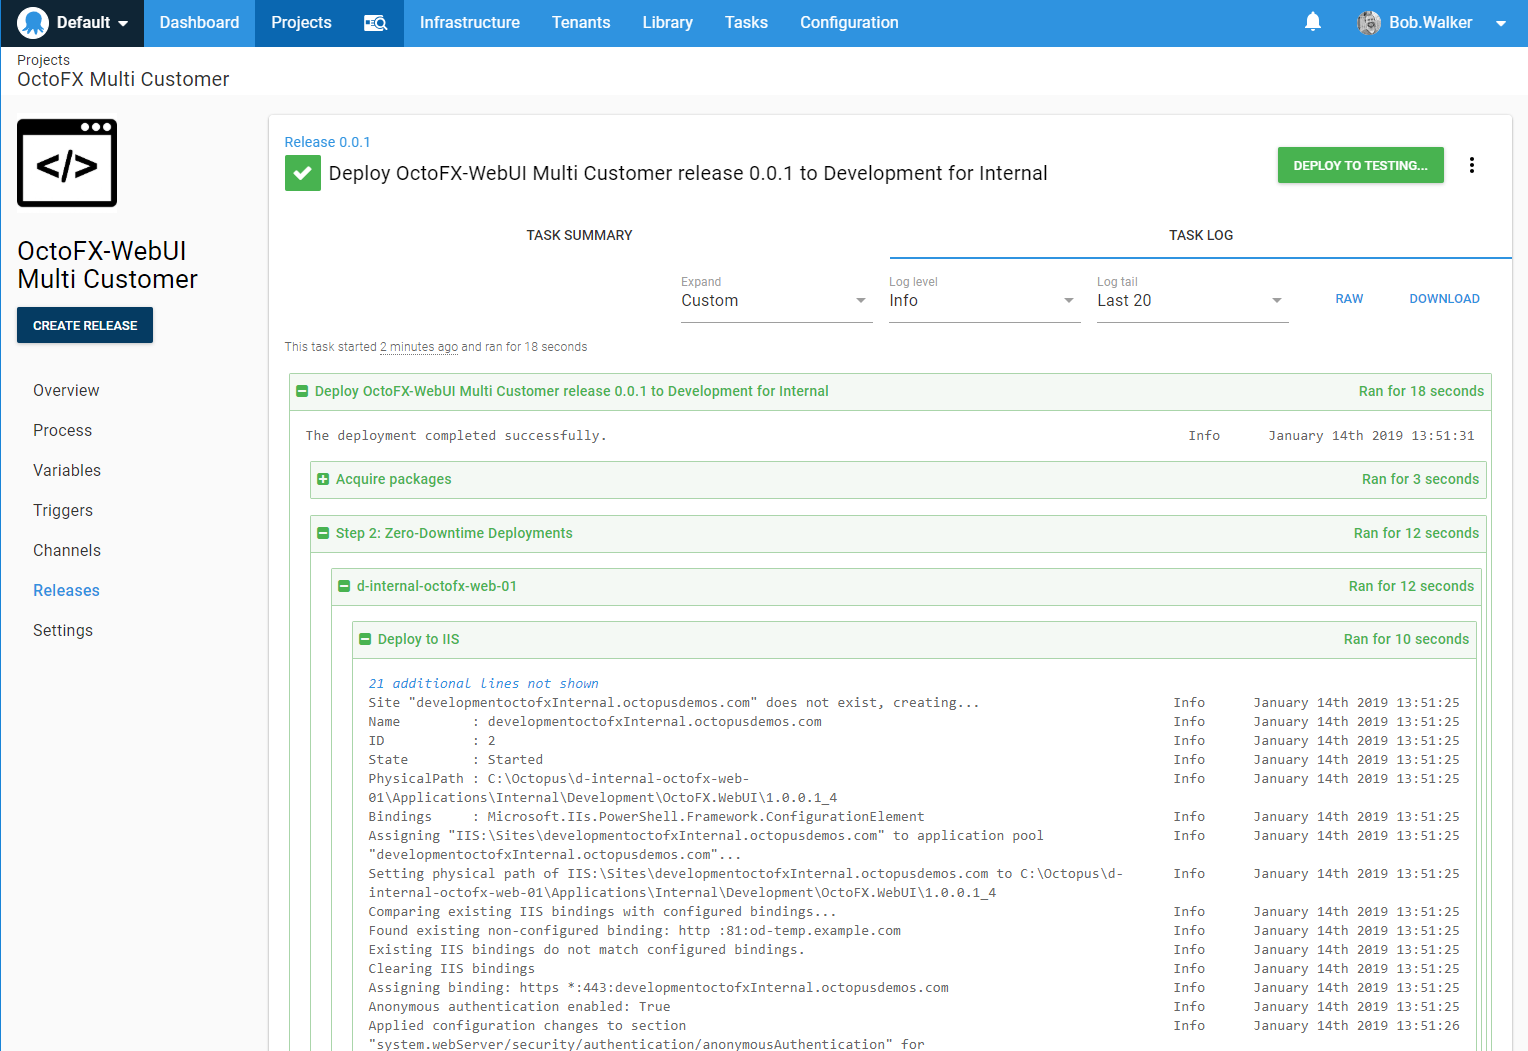 Default Dashboard Projects Infrastructure Tenants Library Tasks Configuration Bob.Walker
Projects
OctoFX Multi Customer
</>
OctoFX-WebUI
Multi Customer
CREATE RELEASE
Overview
Process
Variables
Triggers
Channels
Releases
Settings
Release 0.0.1
Deploy OctoFX-WebUI Multi Customer release 0.0.1 to Development for Internal
DEPLOY TO TESTING...
TASK SUMMARY TASK LOG
Expand Log level Log tail
Custom Info Last 20 RAW DOWNLOAD
This task started 2 minutes ago and ran for 18 seconds
Deploy OctoFX-WebUI Multi Customer release 0.0.1 to Development for Internal Ran for 18 seconds
The deployment completed successfully. Info January 14th 2019 13:51:31
Acquire packages Ran for 3 seconds
Step 2: Zero-Downtime Deployments Ran for 12 seconds
d-internal-octofx-web-01 Ran for 12 seconds
Deploy to IIS Ran for 10 seconds
21 additional lines not shown
Site "developmentoctofxInternal.octopusdemos.com" does not exist, creating... Info January 14th 2019 13:51:25
Name : developmentoctofxInternal.octopusdemos.com Info January 14th 2019 13:51:25
ID : 2 Info January 14th 2019 13:51:25
State : Started Info January 14th 2019 13:51:25
PhysicalPath : C:\Octopus\d-internal-octofx-web- Info January 14th 2019 13:51:25
01\Applications\Internal\Development\OctoFX.WebUI\1.0.0.1_4
Bindings : Microsoft.IIs.PowerShell.Framework.ConfigurationElement Info January 14th 2019 13:51:25
Assigning "IIS:\Sites\developmentoctofxInternal.octopusdemos.com" to application pool Info January 14th 2019 13:51:25
"developmentoctofxInternal.octopusdemos.com"...
Setting physical path of IIS:\Sites\developmentoctofxInternal.octopusdemos.com to C:\Octopus\d- Info January 14th 2019 13:51:25
internal-octofx-web-01\Applications\Internal\Development\OctoFX.WebUI\1.0.0.1_4
Comparing existing IIS bindings with configured bindings... Info January 14th 2019 13:51:25
Found existing non-configured binding: http :81:od-temp.example.com Info January 14th 2019 13:51:25
Existing IIS bindings do not match configured bindings. Info January 14th 2019 13:51:25
Clearing IIS bindings Info January 14th 2019 13:51:25
Assigning binding: https *:443:developmentoctofxInternal.octopusdemos.com Info January 14th 2019 13:51:25
Anonymous authentication enabled: True Info January 14th 2019 13:51:25
Applied configuration changes to section Info January 14th 2019 13:51:26
"system.webServer/security/authentication/anonymousAuthentication" for